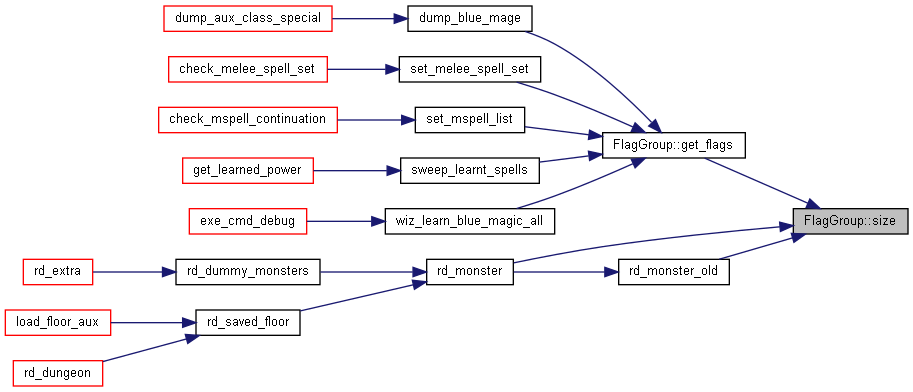 dump_aux_class_special
dump_blue_mage
check_melee_spell_set
set_melee_spell_set
check_mspell_continuation
set_mspell_list
FlagGroup::get_flags
get_learned_power
sweep_learnt_spells
exe_cmd_debug
wiz_learn_blue_magic_all
FlagGroup::size
rd_extra
rd_dummy_monsters
rd_monster
rd_monster_old
load_floor_aux
rd_saved_floor
rd_dungeon